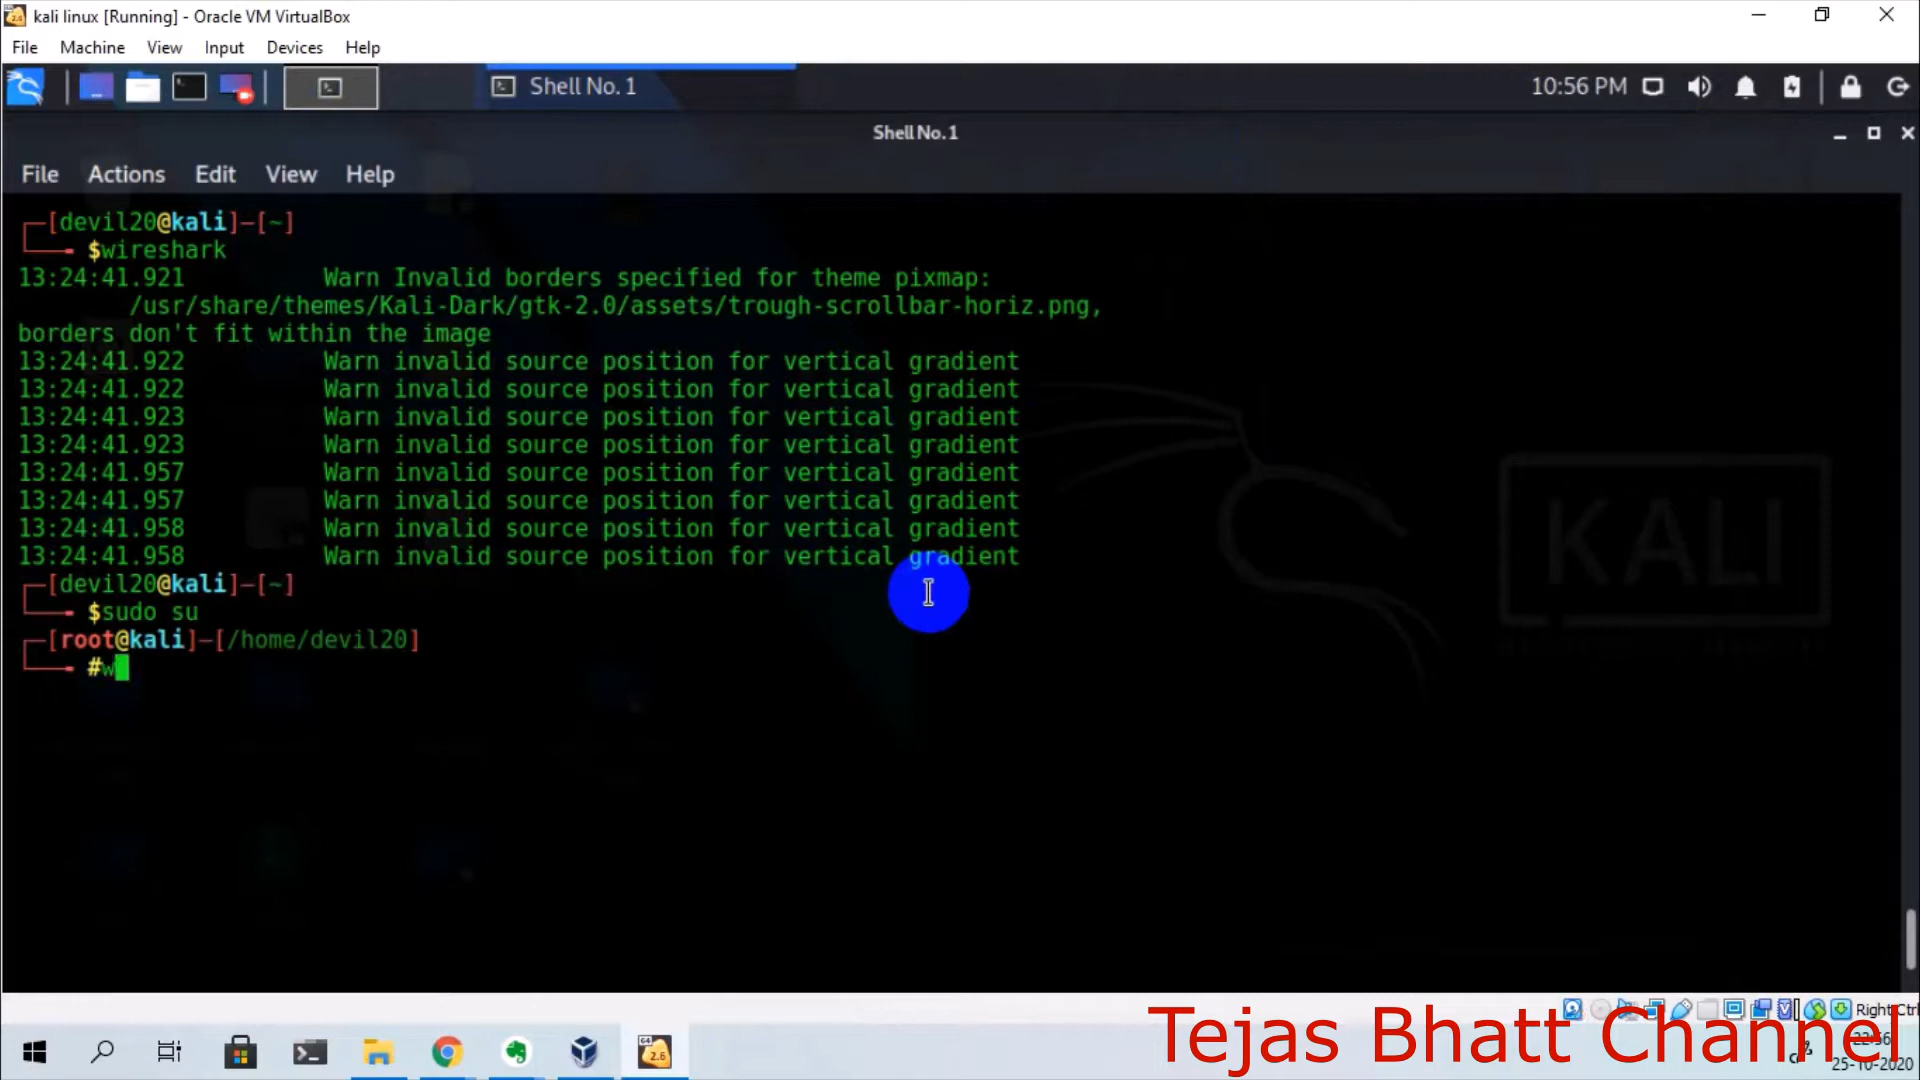 kali linux [Running] - Oracle VM VirtualBox
File Machine View Input Devices Help
Shell No. 1
10:56 PM
Shell No. 1
File Actions Edit View Help
[devil20@kali]-[~]
$wireshark
13:24:41.921 Warn Invalid borders specified for theme pixmap:
/usr/share/themes/Kali-Dark/gtk-2.0/assets/trough-scrollbar-horiz.png,
borders don't fit within the image
13:24:41.922 Warn invalid source position for vertical gradient
13:24:41.922 Warn invalid source position for vertical gradient
13:24:41.923 Warn invalid source position for vertical gradient
13:24:41.923 Warn invalid source position for vertical gradient
13:24:41.957 Warn invalid source position for vertical gradient
13:24:41.957 Warn invalid source position for vertical gradient
13:24:41.958 Warn invalid source position for vertical gradient
13:24:41.958 Warn invalid source position for vertical gradient
[devil20@kali]-[~]
$sudo su
[root@kali]-[/home/devil20]
#w
KALI
Right Ctrl
Tejas Bhatt Channel
22:56
25-10-2020
64
2.6